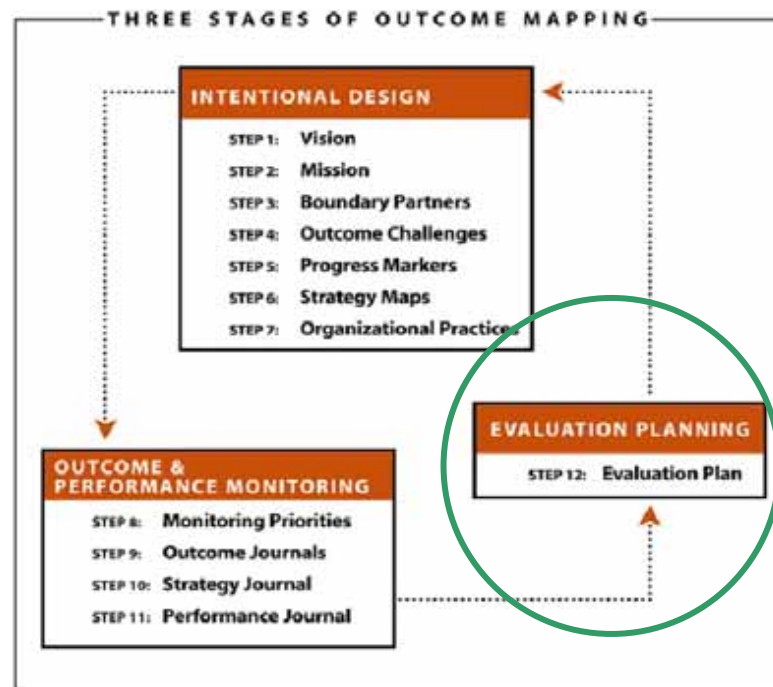 THREE STAGES OF OUTCOME MAPPING
INTENTIONAL DESIGN
STEP 1: Vision
STEP 2: Mission
STEP 3: Boundary Partners
STEP 4: Outcome Challenges
STEP 5: Progress Markers
STEP 6: Strategy Maps
STEP 7: Organizational Practices
OUTCOME &
PERFORMANCE MONITORING
STEP 8: Monitoring Priorities
STEP 9: Outcome Journals
STEP 10: Strategy Journal
STEP 11: Performance Journal
EVALUATION PLANNING
STEP 12: Evaluation Plan